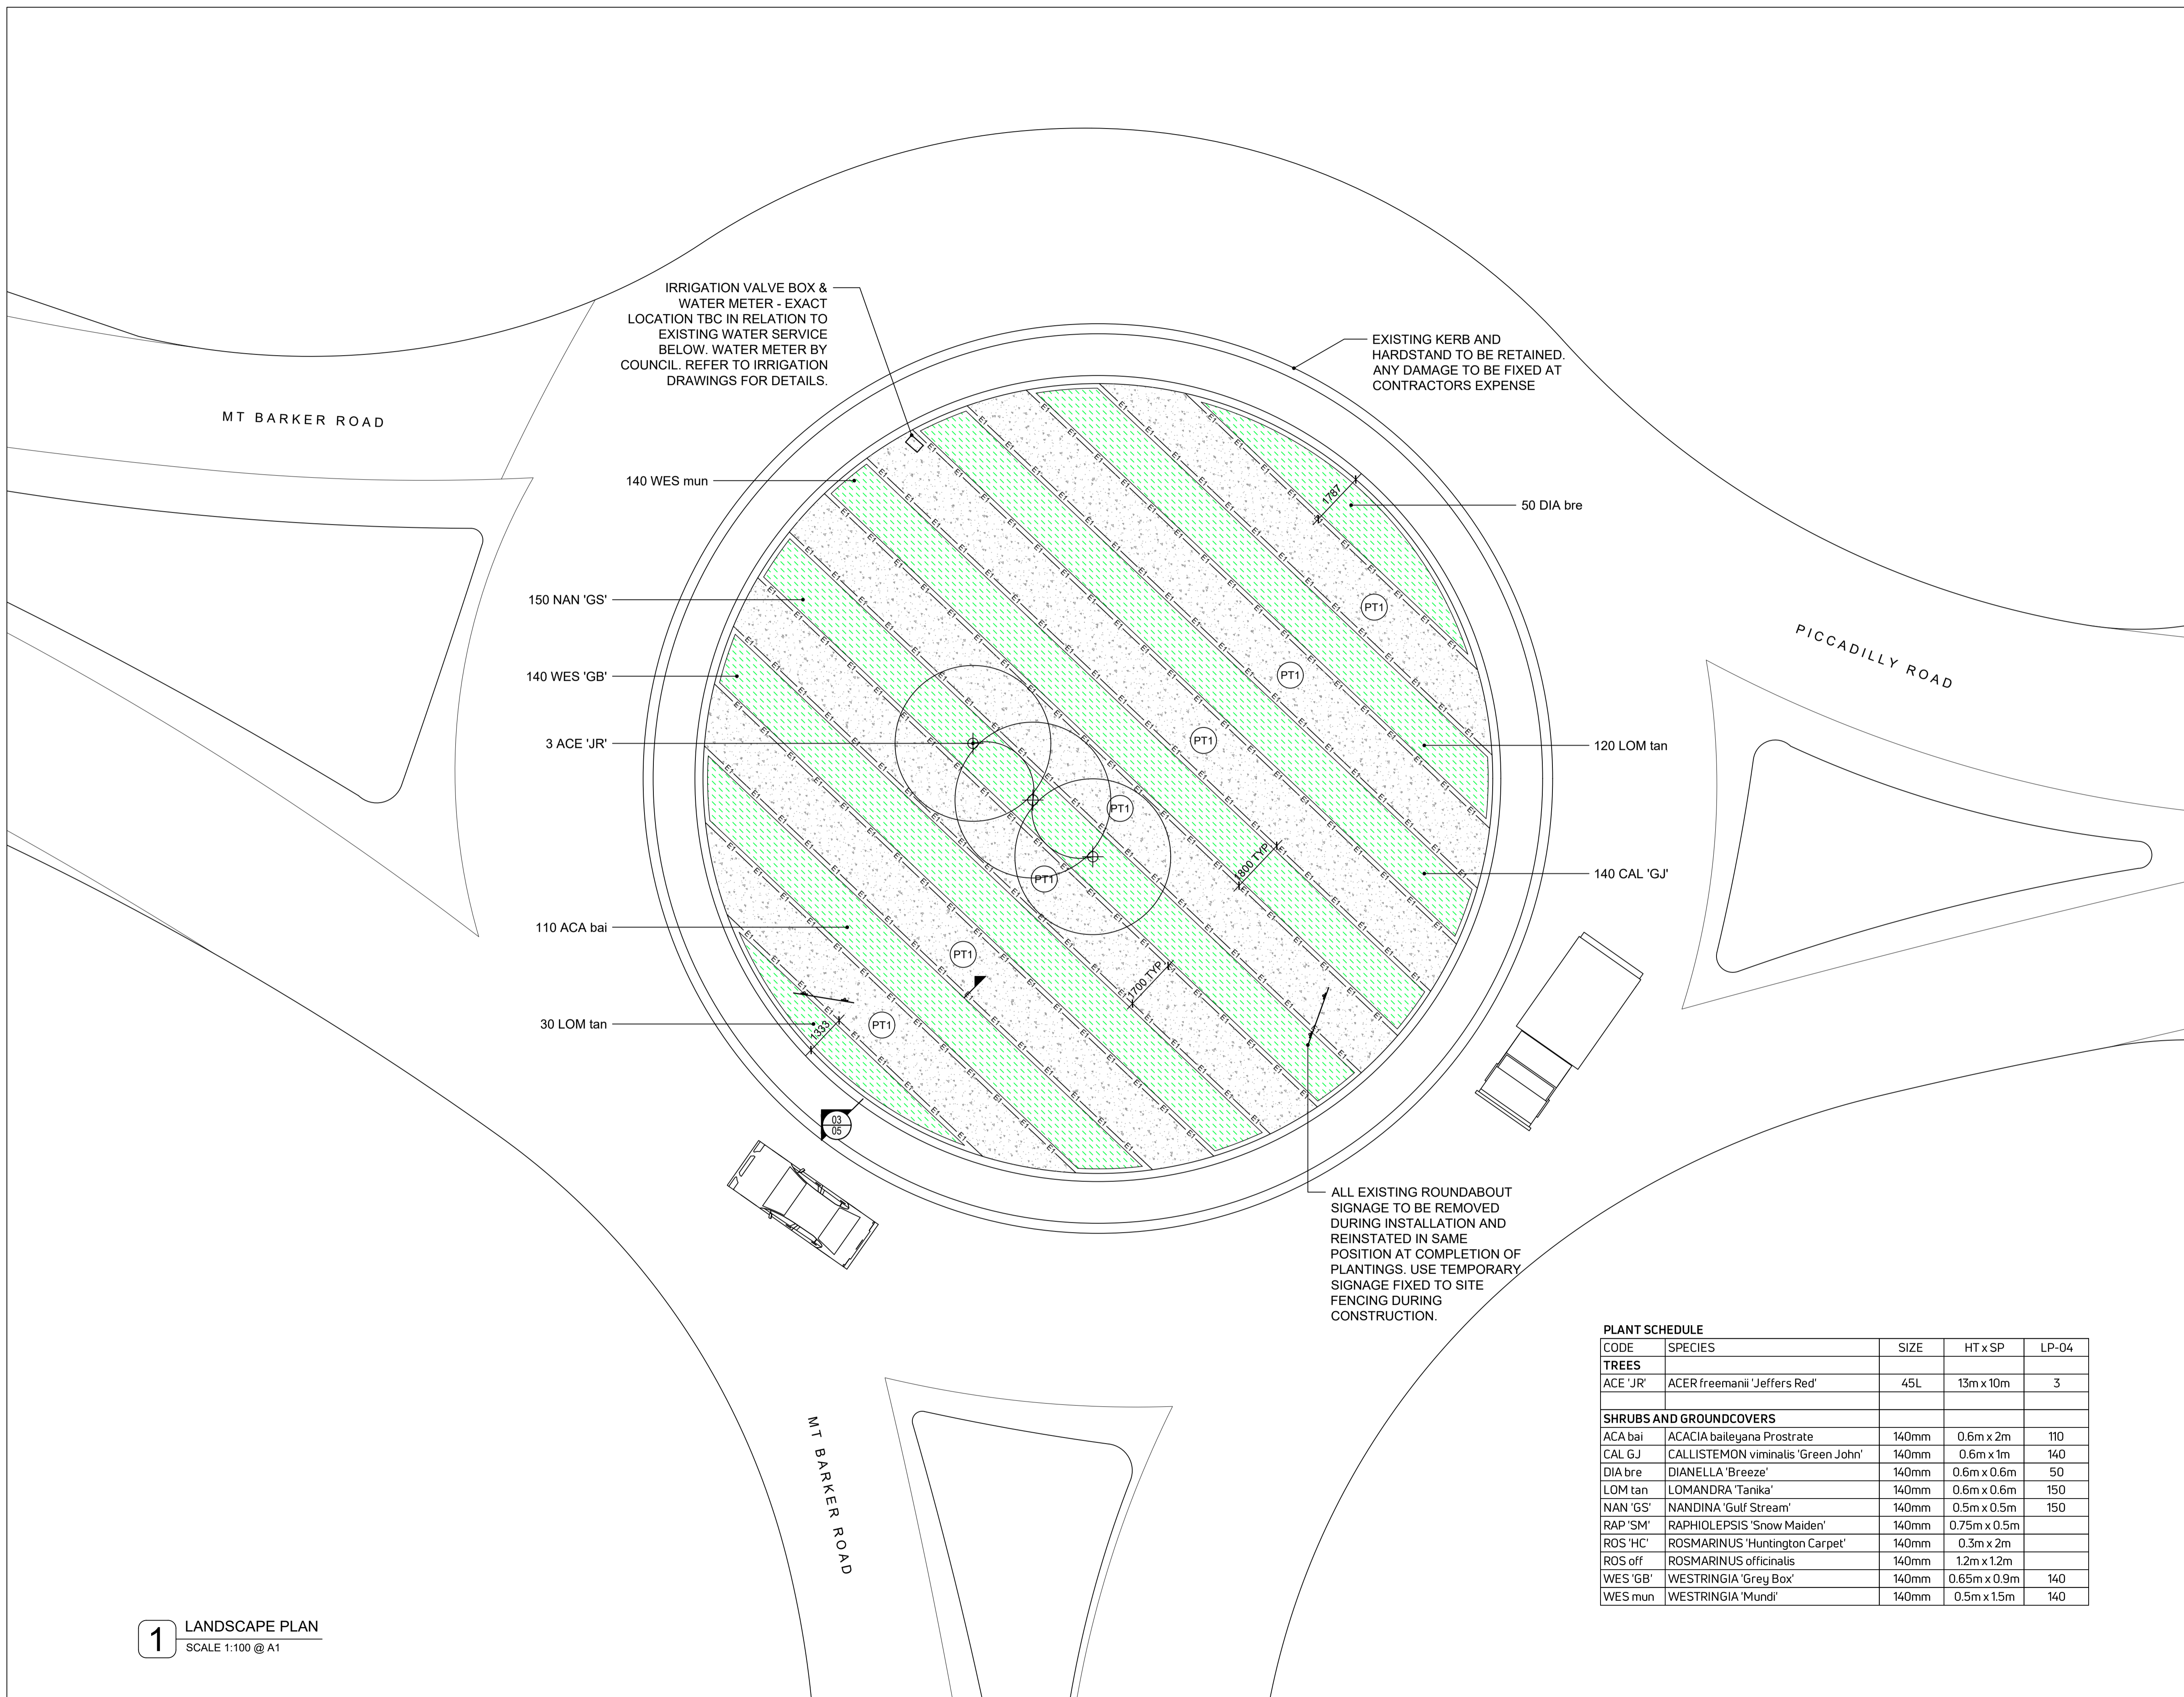 IRRIGATION VALVE BOX &
WATER METER - EXACT
LOCATION TBC IN RELATION TO
EXISTING WATER SERVICE
BELOW. WATER METER BY
COUNCIL. REFER TO IRRIGATION
DRAWINGS FOR DETAILS.
EXISTING KERB AND
HARDSTAND TO BE RETAINED.
ANY DAMAGE TO BE FIXED AT
CONTRACTORS EXPENSE
MT BARKER ROAD
140 WES mun
50 DIA bre
1787
150 NAN 'GS'
PT1
140 WES 'GB'
PT1
PICCADILLY ROAD
3 ACE 'JR'
PT1
120 LOM tan
PT1
1800 TYP
140 CAL 'GJ'
PT1
110 ACA bai
PT1
1700 TYP
30 LOM tan
1333
PT1
E1
03
05
ALL EXISTING ROUNDABOUT
SIGNAGE TO BE REMOVED
DURING INSTALLATION AND
REINSTATED IN SAME
POSITION AT COMPLETION OF
PLANTINGS. USE TEMPORARY
SIGNAGE FIXED TO SITE
FENCING DURING
CONSTRUCTION.
MT BARKER ROAD
PLANT SCHEDULE
CODE SPECIES SIZE HT x SP LP-04
TREES
ACE 'JR' ACER freemanii 'Jeffers Red' 45L 13m x 10m 3
SHRUBS AND GROUNDCOVERS
ACA bai ACACIA baileyana Prostrate 140mm 0.6m x 2m 110
CAL GJ CALLISTEMON viminalis 'Green John' 140mm 0.6m x 1m 140
DIA bre DIANELLA 'Breeze' 140mm 0.6m x 0.6m 50
LOM tan LOMANDRA 'Tanika' 140mm 0.6m x 0.6m 150
NAN 'GS' NANDINA 'Gulf Stream' 140mm 0.5m x 0.5m 150
RAP 'SM' RAPHIOLEPSIS 'Snow Maiden' 140mm 0.75m x 0.5m
ROS 'HC' ROSMARINUS 'Huntington Carpet' 140mm 0.3m x 2m
ROS off ROSMARINUS officinalis 140mm 1.2m x 1.2m
WES 'GB' WESTRINGIA 'Grey Box' 140mm 0.65m x 0.9m 140
WES mun WESTRINGIA 'Mundi' 140mm 0.5m x 1.5m 140
1 LANDSCAPE PLAN
SCALE 1:100 @ A1